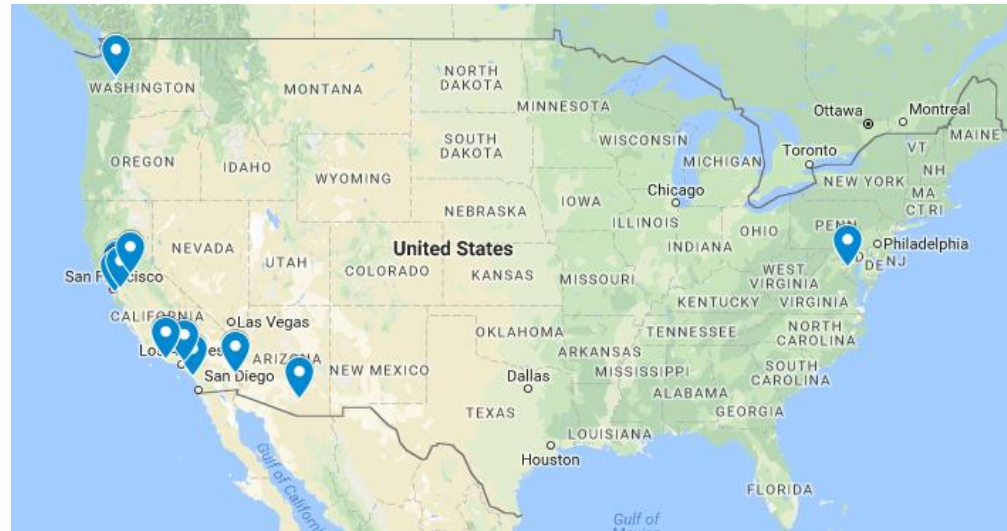 WASHINGTON
MONTANA
NORTH
DAKOTA
MINNESOTA
Ottawa
Montreal
MAINE
VT
NH
OREGON
IDAHO
SOUTH
DAKOTA
WISCONSIN
MICHIGAN
Toronto
NEW YORK
MA
CT RI
WYOMING
Chicago
NEBRASKA
IOWA
ILLINOIS
INDIANA
OHIO
PENN
Philadelphia
NEVADA
UTAH
COLORADO
United States
KANSAS
MISSOURI
WEST
VIRGINIA
DE NJ
San Francisco
KENTUCKY
VIRGINIA
CALIFORNIA
Las Vegas
OKLAHOMA
TENNESSEE
NORTH
CAROLINA
ARIZONA
NEW MEXICO
ARKANSAS
MISSISSIPPI
SOUTH
CAROLINA
San Diego
Dallas
ALABAMA
TEXAS
GEORGIA
LOUISIANA
Houston
FLORIDA
Gulf of